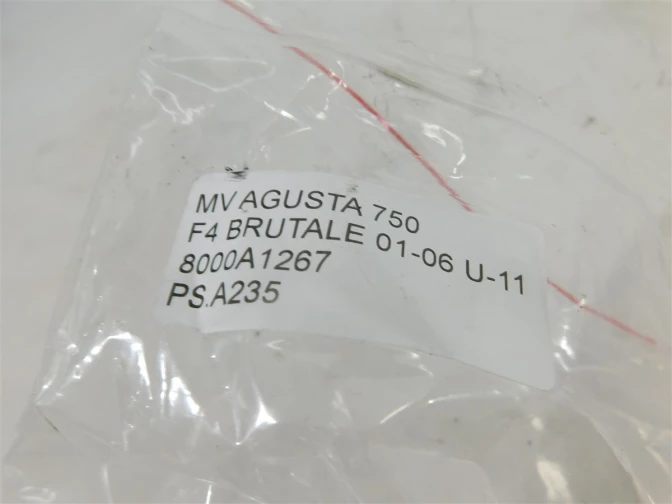 MV AGUSTA 750
F4 BRUTALE 01-06 U-11
8000A1267
PS.A235